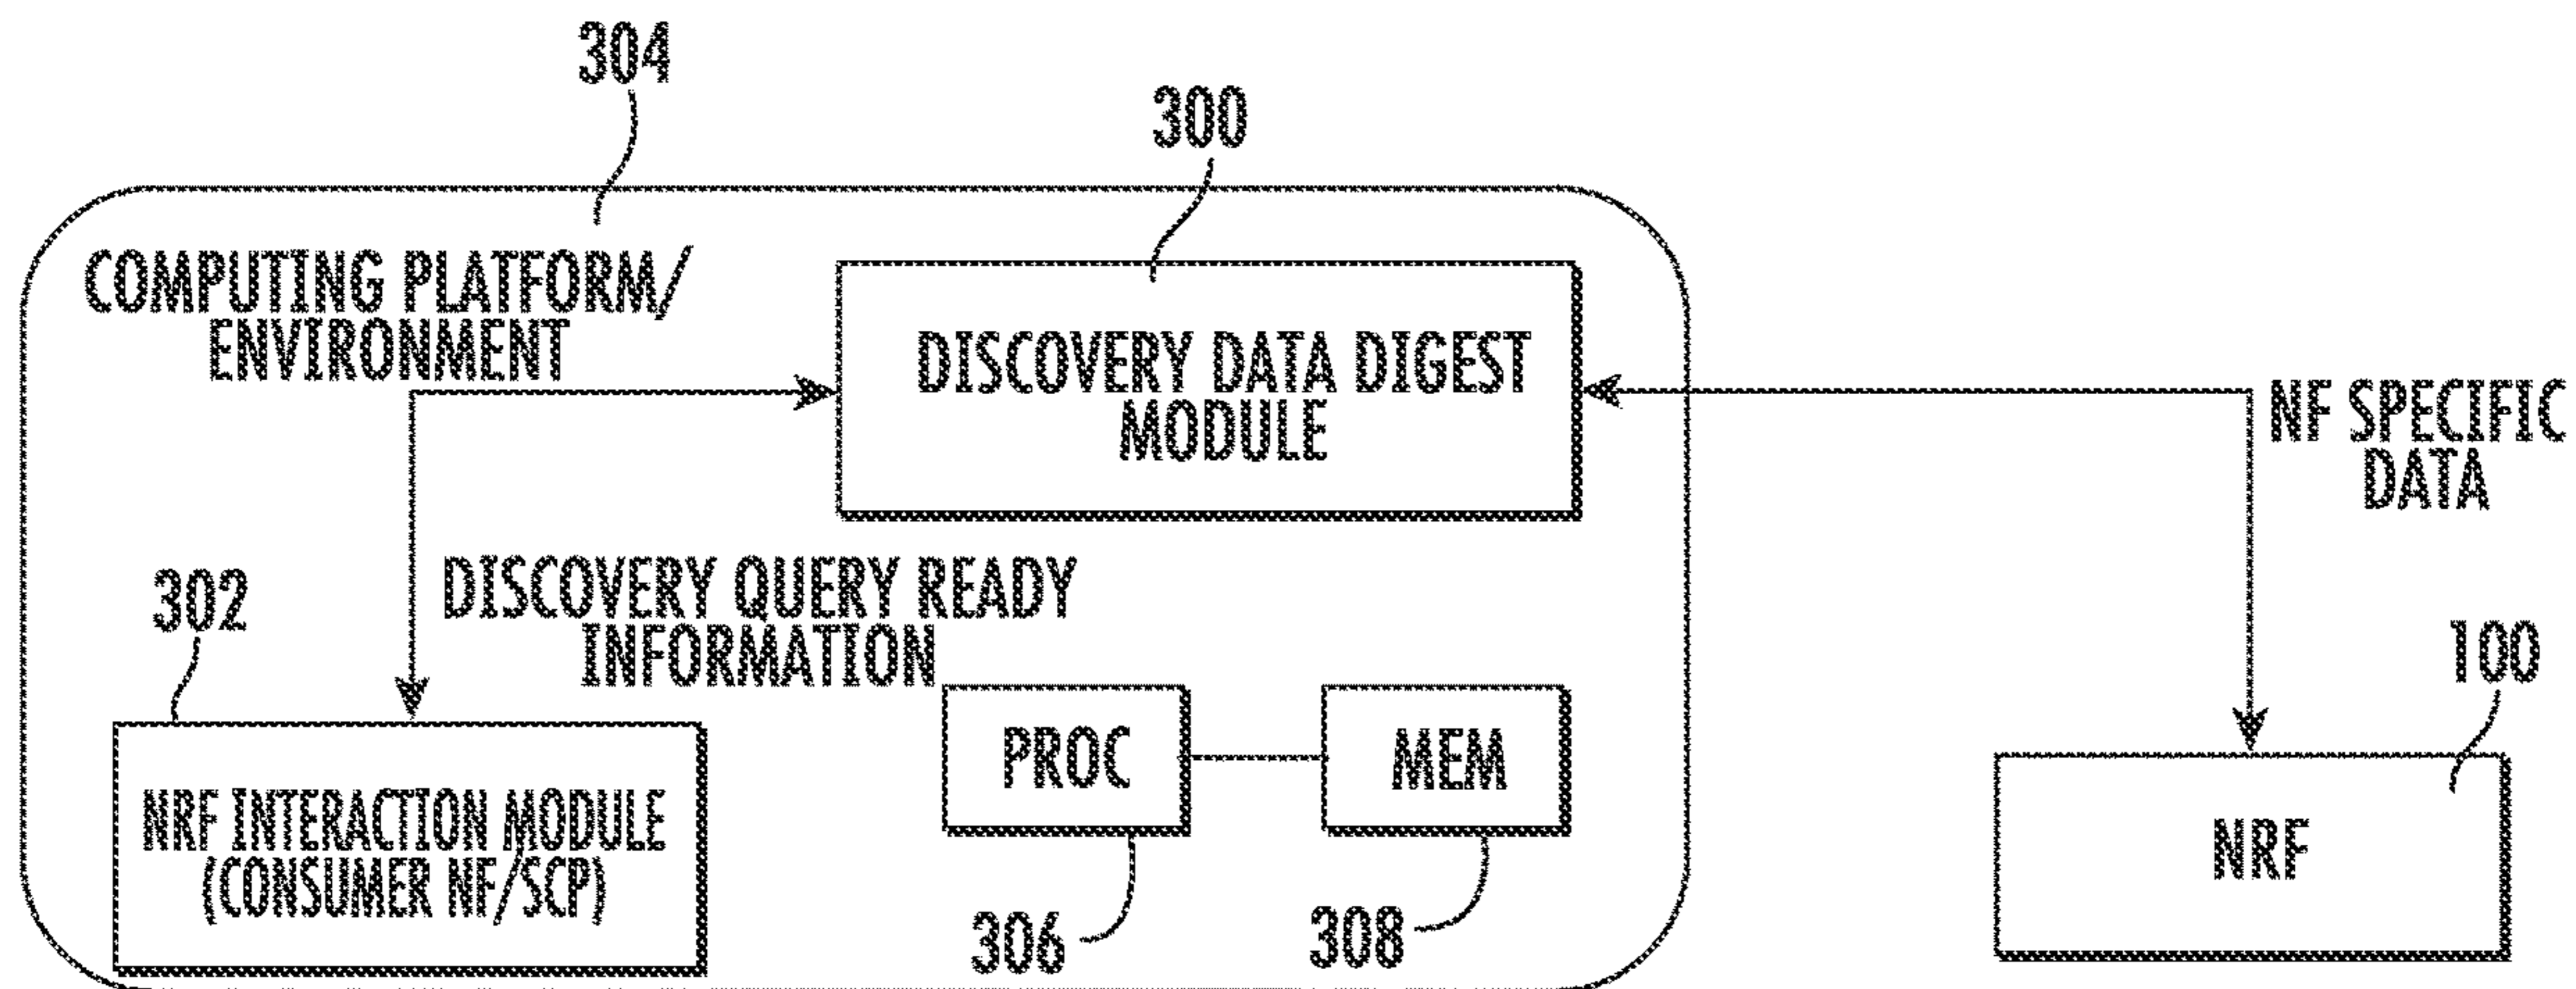 304
300
COMPUTING PLATFORM/
ENVIRONMENT
DISCOVERY DATA DIGEST
MODULE
NF SPECIFIC
DATA
302
DISCOVERY QUERY READY
INFORMATION
100
NRF INTERACTION MODULE
(CONSUMER NF/SCP)
PROC
MEM
NRF
306
308